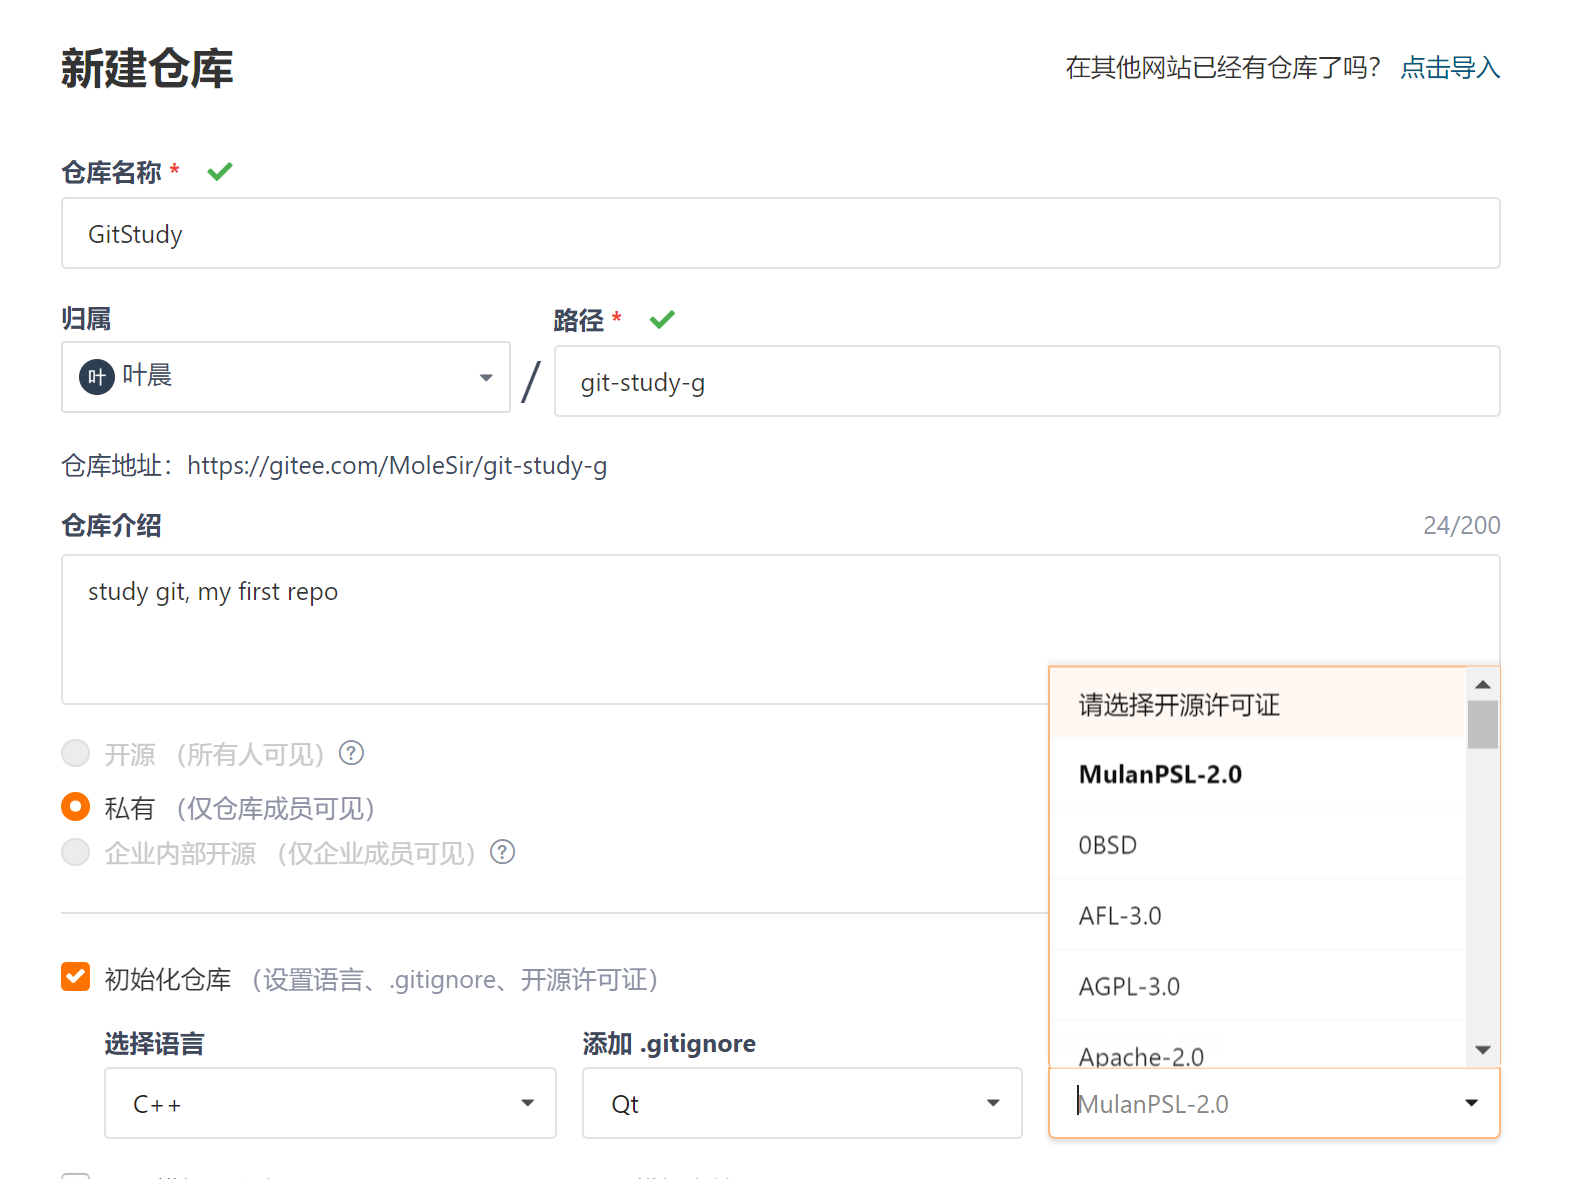 新建仓库
在其他网站已经有仓库了吗? 点击导入
仓库名称 *
GitStudy
归属
路径 *
叶 叶晨
/
git-study-g
仓库地址：https://gitee.com/MoleSir/git-study-g
仓库介绍
24/200
study git, my first repo
开源 （所有人可见） ?
私有 （仅仓库成员可见）
企业内部开源 （仅企业成员可见） ?
请选择开源许可证
MulanPSL-2.0
0BSD
AFL-3.0
AGPL-3.0
Apache-2.0
初始化仓库 （设置语言、.gitignore、开源许可证）
选择语言
添加 .gitignore
C++
Qt
MulanPSL-2.0